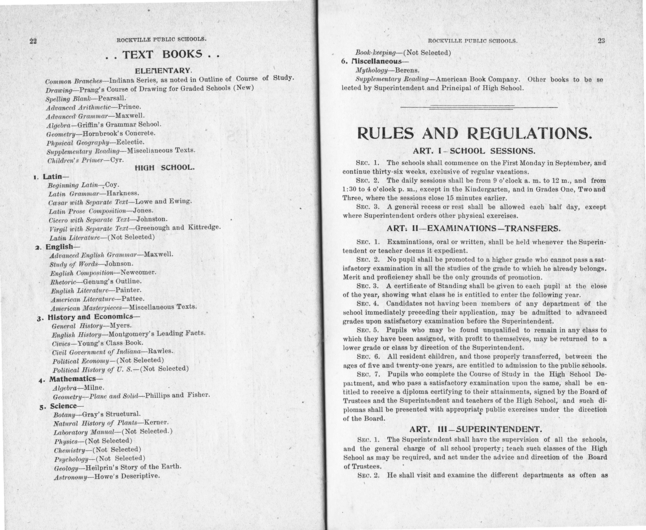 22
ROCKVILLE PUBLIC SCHOOLS.
. . TEXT BOOKS . .
ELEMENTARY.
Common Branches—Indiana Series, as noted in Outline of Course of Study.
Drawing—Prang's Course of Drawing for Graded Schools (New)
Spelling Blank—Pearsall.
Advanced Arithmetic—Prince.
Advanced Grammar—Maxwell.
Algebra—Griffin's Grammar School.
Geometry—Hornbrook's Concrete.
Physical Geography—Eclectic.
Supplementary Reading—Miscellaneous Texts.
Children's Primer—Cyr.
HIGH SCHOOL.
1. Latin—
Beginning Latin—Coy.
Latin Grammar—Harkness.
Cæsar with Separate Text—Lowe and Ewing.
Latin Prose Composition—Jones.
Cicero with Separate Text—Johnston.
Virgil with Separate Text—Greenough and Kittredge.
Latin Literature—(Not Selected)
2. English—
Advanced English Grammar—Maxwell.
Study of Words—Johnson.
English Composition—Newcomer.
Rhetoric—Genung's Outline.
English Literature—Painter.
American Literature—Pattee.
American Masterpieces—Miscellaneous Texts.
3. History and Economics—
General History—Myers.
English History—Montgomery's Leading Facts.
Civics—Young's Class Book.
Civil Government of Indiana—Rawles.
Political Economy—(Not Selected)
Political History of U. S.—(Not Selected)
4. Mathematics—
Algebra—Milne.
Geometry—Plane and Solid—Phillips and Fisher.
5. Science—
Botany—Gray's Structural.
Natural History of Plants—Kerner.
Laboratory Manual—(Not Selected.)
Physics—(Not Selected)
Chemistry—(Not Selected)
Psychology—(Not Selected)
Geology—Heilprin's Story of the Earth.
Astronomy—Howe's Descriptive.
ROCKVILLE PUBLIC SCHOOLS.
23
Book-keeping—(Not Selected)
6. Miscellaneous—
Mythology—Berens.
Supplementary Reading—American Book Company. Other books to be se
lected by Superintendent and Principal of High School.
RULES AND REGULATIONS.
ART. I–SCHOOL SESSIONS.
SEC. 1. The schools shall commence on the First Monday in September, and
continue thirty-six weeks, exclusive of regular vacations.
SEC. 2. The daily sessions shall be from 9 o'clock a. m. to 12 m., and from
1:30 to 4 o'clock p. m., except in the Kindergarten, and in Grades One, Two and
Three, where the sessions close 15 minutes earlier.
SEC. 3. A general recess or rest shall be allowed each half day, except
where Superintendent orders other physical exercises.
ART. II—EXAMINATIONS—TRANSFERS.
SEC. 1. Examinations, oral or written, shall be held whenever the Superin-
tendent or teacher deems it expedient.
SEC. 2. No pupil shall be promoted to a higher grade who cannot pass a sat-
isfactory examination in all the studies of the grade to which he already belongs.
Merit and proficiency shall be the only grounds of promotion.
SEC. 3. A certificate of Standing shall be given to each pupil at the close
of the year, showing what class he is entitled to enter the following year.
SEC. 4. Candidates not having been members of any department of the
school immediately preceding their application, may be admitted to advanced
grades upon satisfactory examination before the Superintendent.
SEC. 5. Pupils who may be found unqualified to remain in any class to
which they have been assigned, with profit to themselves, may be returned to a
lower grade or class by direction of the Superintendent.
SEC. 6. All resident children, and those properly transferred, between the
ages of five and twenty-one years, are entitled to admission to the public schools.
SEC. 7. Pupils who complete the Course of Study in the High School De-
partment, and who pass a satisfactory examination upon the same, shall be en-
titled to receive a diploma certifying to their attainments, signed by the Board of
Trustees and the Superintendent and teachers of the High School, and such di-
plomas shall be presented with appropriate public exercises under the direction
of the Board.
ART. III—SUPERINTENDENT.
SEC. 1. The Superintendent shall have the supervision of all the schools,
and the general charge of all school property; teach such classes of the High
School as may be required, and act under the advice and direction of the Board
of Trustees.
SEC. 2. He shall visit and examine the different departments as often as